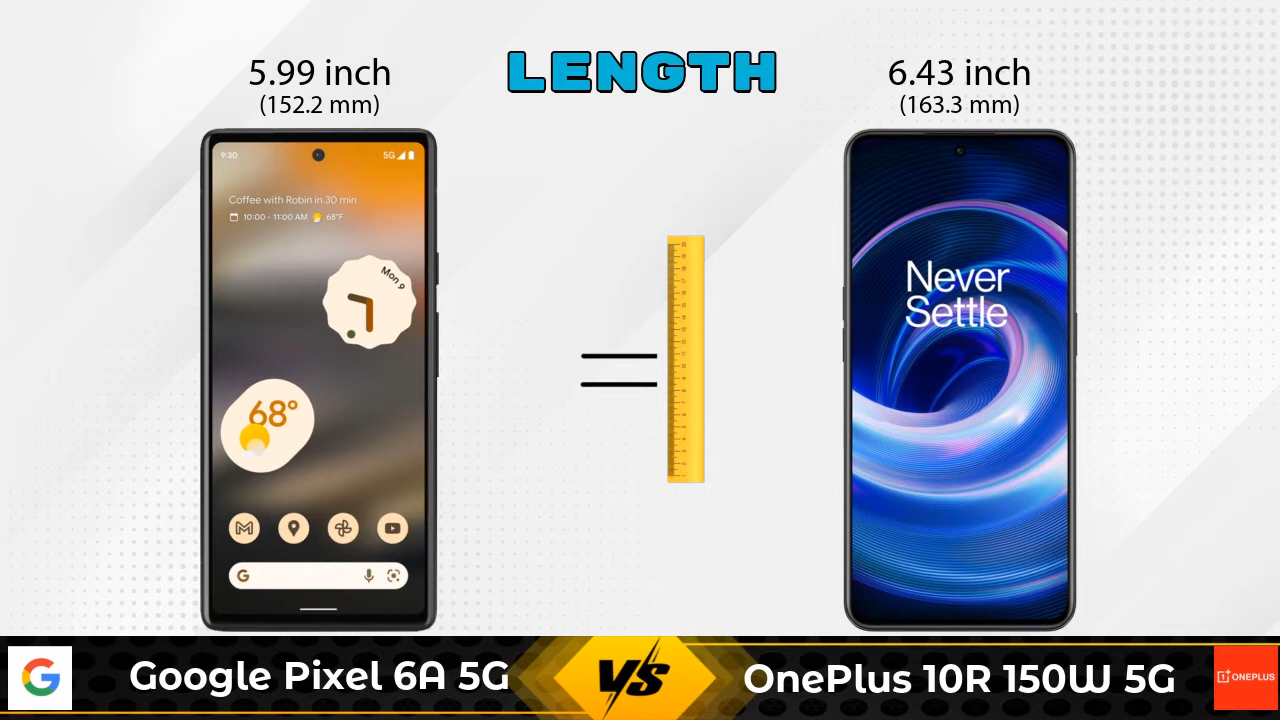 LENGTH
5.99 inch
(152.2 mm)
6.43 inch
(163.3 mm)
9:30
5G
Coffee with Robin in 30 min
10:00 - 11:00 AM 68°F
Mon 9
68°
G
Never
Settle
Google Pixel 6A 5G
VS
OnePlus 10R 150W 5G
G
ONEPLUS